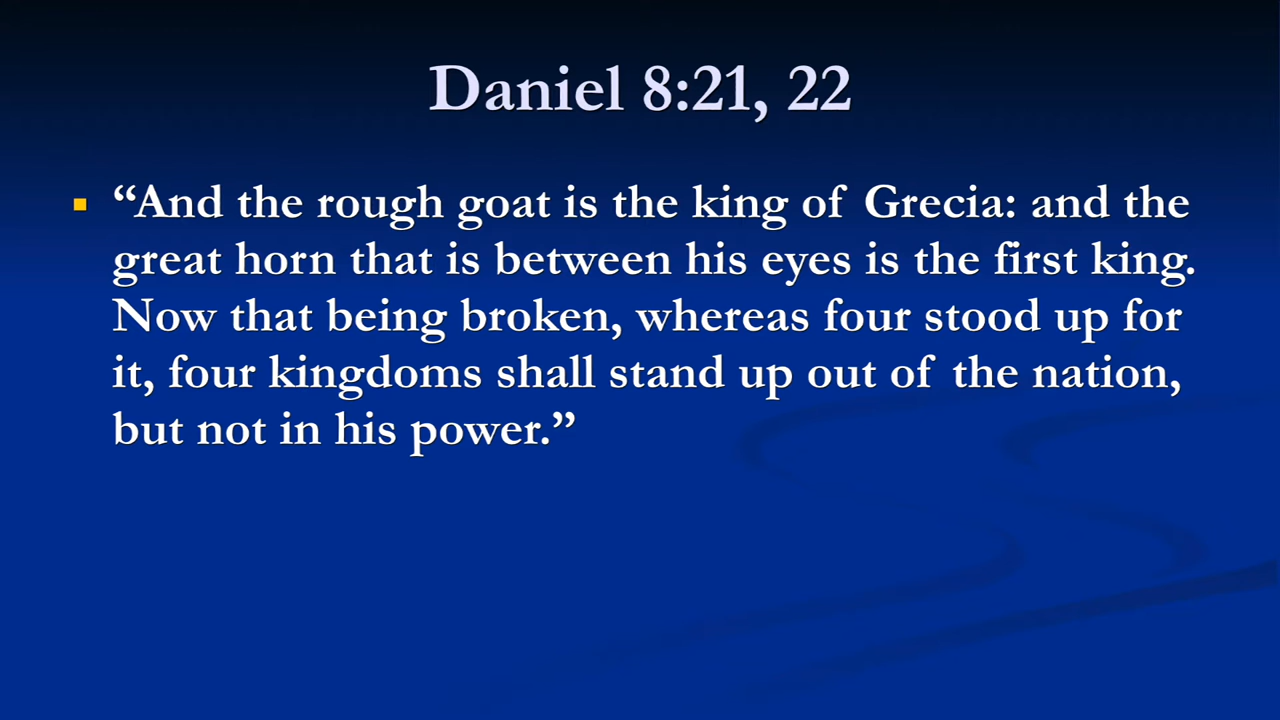 Daniel 8:21, 22
“And the rough goat is the king of Grecia: and the
great horn that is between his eyes is the first king.
Now that being broken, whereas four stood up for
it, four kingdoms shall stand up out of the nation,
but not in his power.”